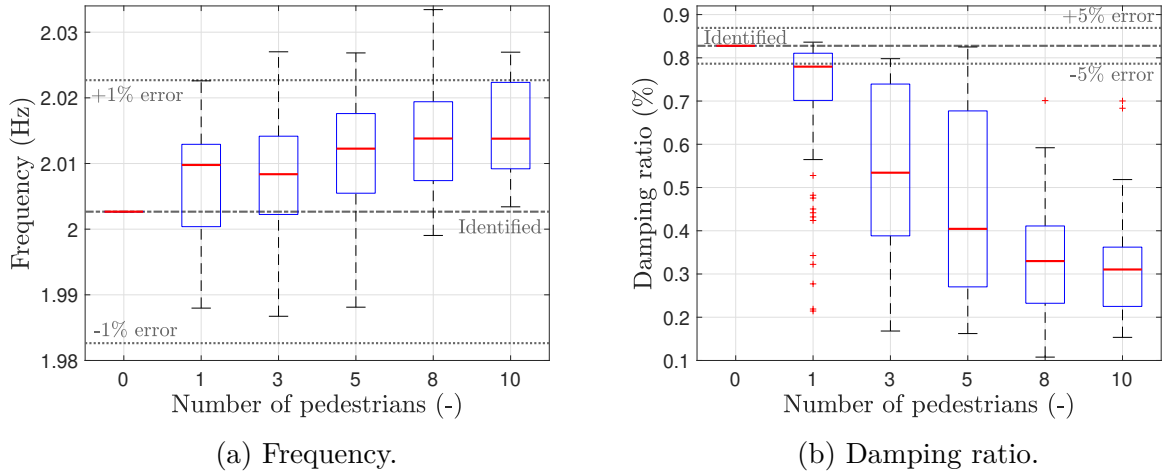 2.03
2.02
2.01
2
1.99
1.98
Frequency (Hz)
+1% error
Identified
-1% error
0 1 3 5 8 10
Number of pedestrians (-)
(a) Frequency.
0.9
0.8
0.7
0.6
0.5
0.4
0.3
0.2
0.1
Damping ratio (%)
+5% error
Identified
-5% error
0 1 3 5 8 10
Number of pedestrians (-)
(b) Damping ratio.